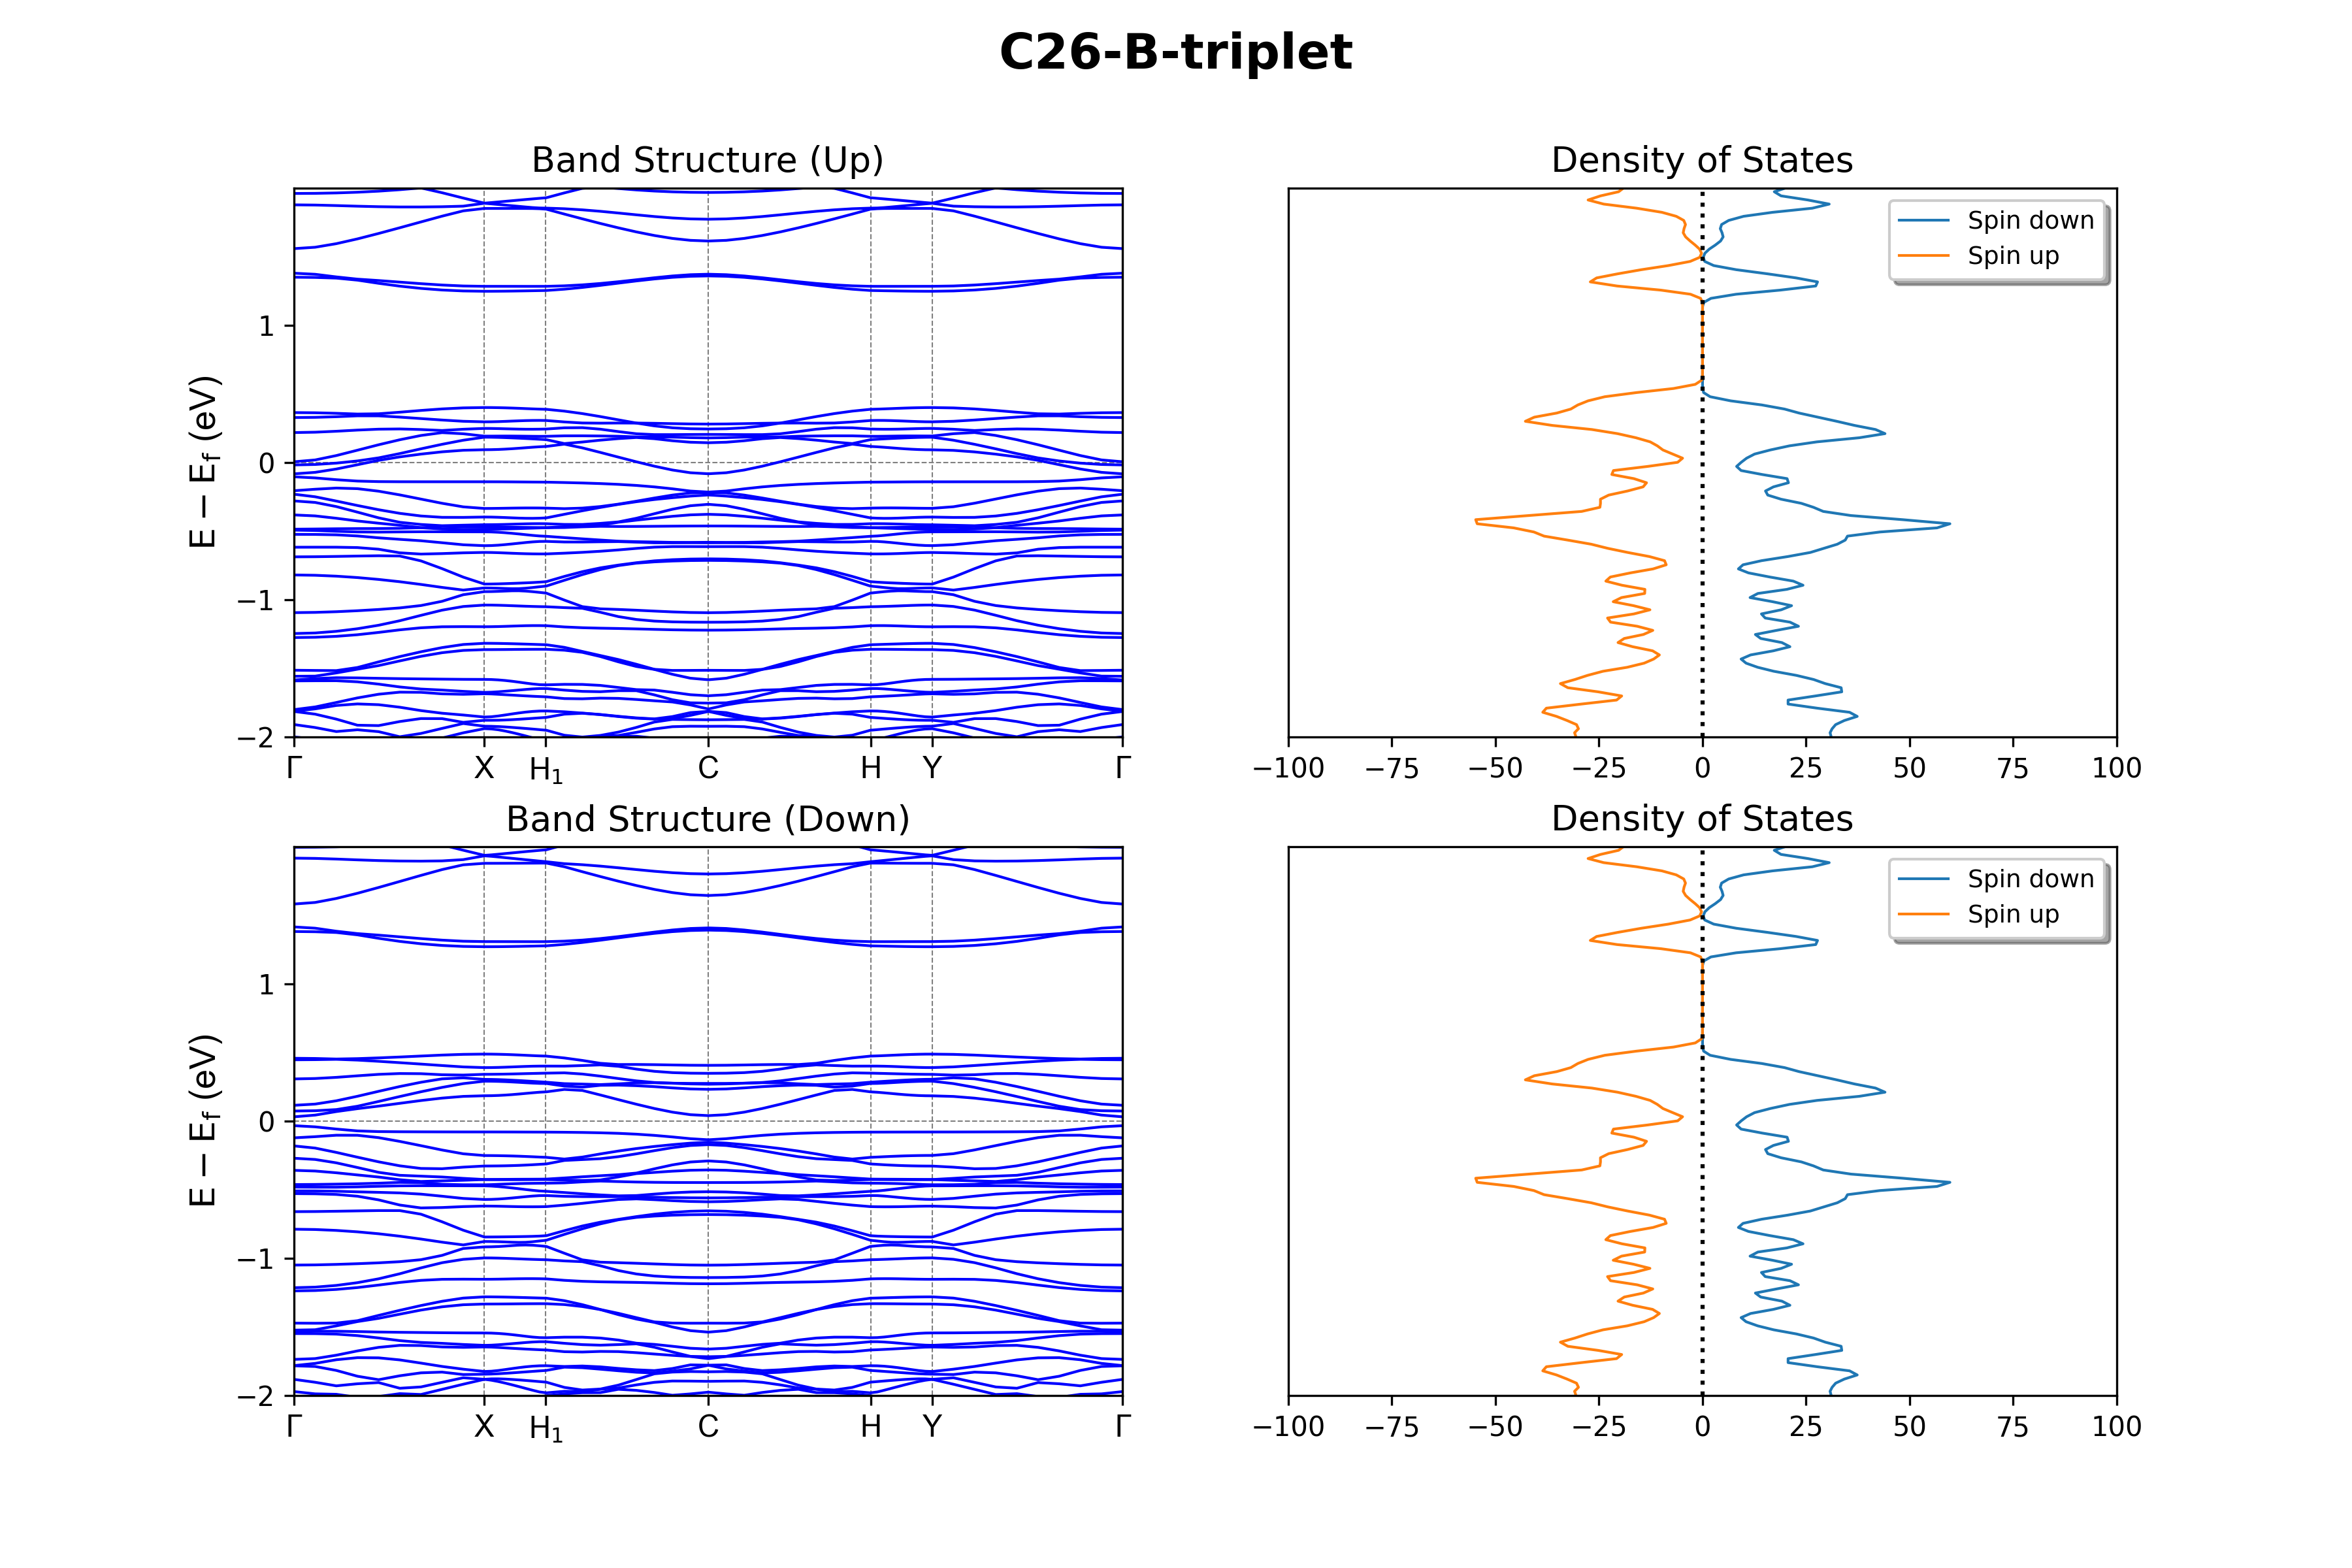 C26-B-triplet
Band Structure (Up)
E − E_f (eV)
1
0
−1
−2
Γ X H₁ C H Y Γ
Density of States
Spin down
Spin up
−100 −75 −50 −25 0 25 50 75 100
Band Structure (Down)
E − E_f (eV)
1
0
−1
−2
Γ X H₁ C H Y Γ
Density of States
Spin down
Spin up
−100 −75 −50 −25 0 25 50 75 100